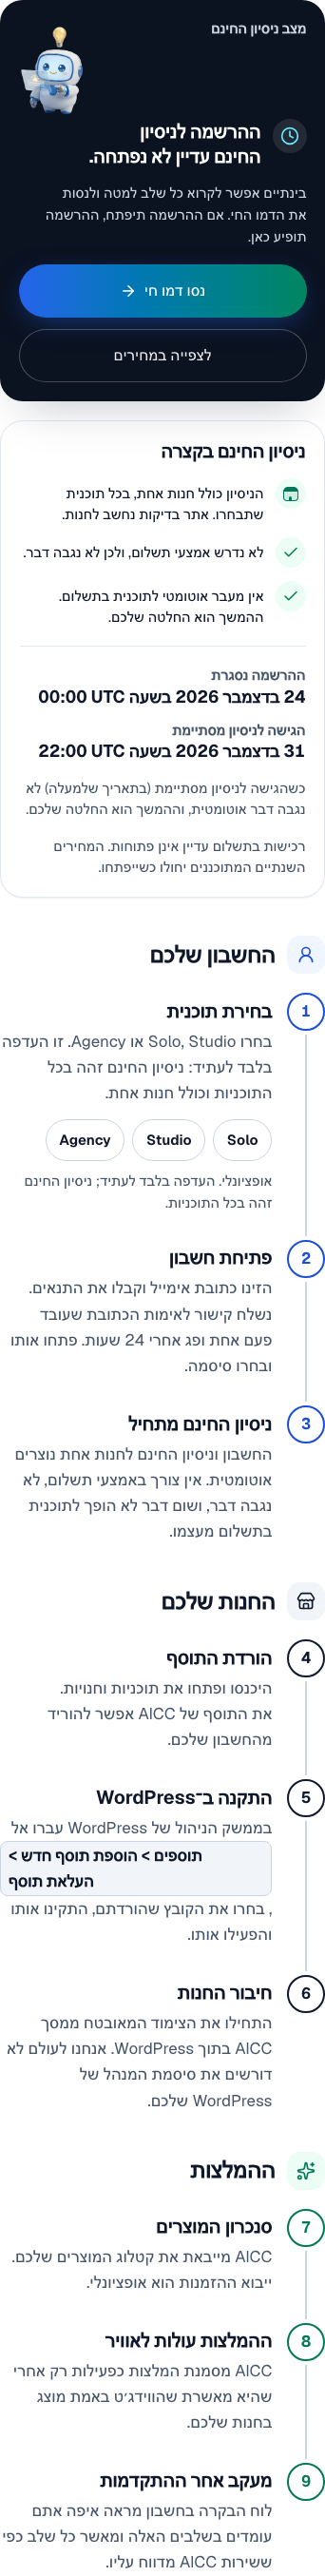 מצב ניסיון החינם
ההרשמה לניסיון
החינם עדיין לא נפתחה.
בינתיים אפשר לקרוא כל שלב למטה ולנסות
את הדמו החי. אם ההרשמה תיפתח, ההרשמה
תופיע כאן.
נסו דמו חי
לצפייה במחירים
ניסיון החינם בקצרה
הניסיון כולל חנות אחת, בכל תוכנית
שתבחרו. אתר בדיקות נחשב לחנות.
לא נדרש אמצעי תשלום, ולכן לא נגבה דבר.
אין מעבר אוטומטי לתוכנית בתשלום.
ההמשך הוא החלטה שלכם.
ההרשמה נסגרת
24 בדצמבר 2026 בשעה 00:00 UTC
הגישה לניסיון מסתיימת
31 בדצמבר 2026 בשעה 22:00 UTC
כשהגישה לניסיון מסתיימת (בתאריך שלמעלה) לא
נגבה דבר אוטומטית, וההמשך הוא החלטה שלכם.
רכישות בתשלום עדיין אינן פתוחות. המחירים
השנתיים המתוכננים יחולו כשייפתחו.
החשבון שלכם
1
בחירת תוכנית
בחרו Solo, Studio או Agency. זו העדפה
בלבד לעתיד: ניסיון החינם זהה בכל
התוכניות וכולל חנות אחת.
Solo
Studio
Agency
אופציונלי. העדפה בלבד לעתיד; ניסיון החינם
זהה בכל התוכניות.
2
פתיחת חשבון
הזינו כתובת אימייל וקבלו את התנאים.
נשלח קישור לאימות הכתובת שעובד
פעם אחת ופג אחרי 24 שעות. פתחו אותו
ובחרו סיסמה.
3
ניסיון החינם מתחיל
החשבון וניסיון החינם לחנות אחת נוצרים
אוטומטית. אין צורך באמצעי תשלום, לא
נגבה דבר, ושום דבר לא הופך לתוכנית
בתשלום מעצמו.
החנות שלכם
4
הורדת התוסף
היכנסו ופתחו את תוכניות וחנויות.
את התוסף של AICC אפשר להוריד
מהחשבון שלכם.
5
התקנה ב־WordPress
בממשק הניהול של WordPress עברו אל
תוספים > הוספת תוסף חדש >
העלאת תוסף
, בחרו את הקובץ שהורדתם, התקינו אותו
והפעילו אותו.
6
חיבור החנות
התחילו את הצימוד המאובטח ממסך
AICC בתוך WordPress. אנחנו לעולם לא
דורשים את סיסמת המנהל של
WordPress שלכם.
ההמלצות
7
סנכרון המוצרים
AICC מייבאת את קטלוג המוצרים שלכם.
ייבוא ההזמנות הוא אופציונלי.
8
ההמלצות עולות לאוויר
AICC מסמנת המלצות כפעילות רק אחרי
שהיא מאשרת שהווידג׳ט באמת מוצג
בחנות שלכם.
9
מעקב אחר ההתקדמות
לוח הבקרה בחשבון מראה איפה אתם
עומדים בשלבים האלה ומאשר כל שלב כפי
ששירות AICC מדווח עליו.